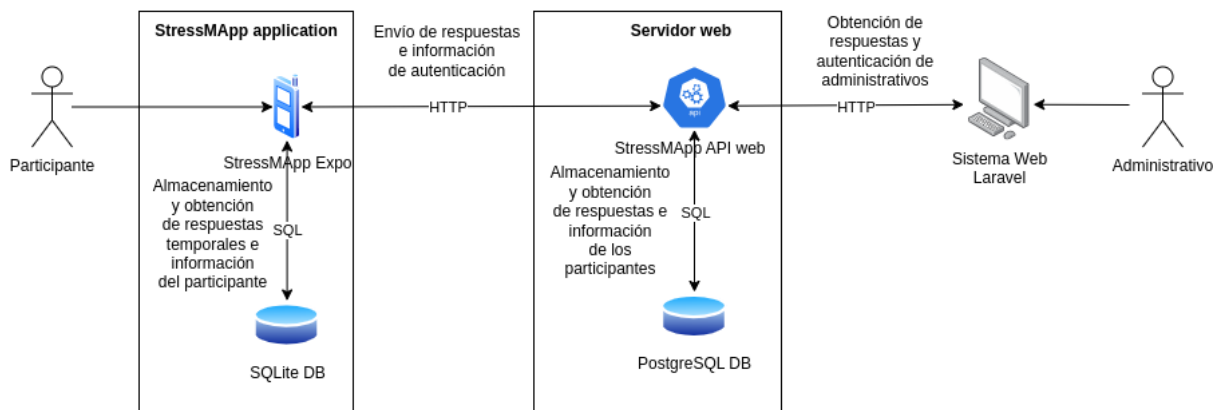 StressMApp application
Envío de respuestas
e información
de autenticación
Servidor web
Obtención de
respuestas y
autenticación de
administrativos
HTTP
HTTP
api
Participante
StressMApp Expo
StressMApp API web
Sistema Web
Laravel
Administrativo
Almacenamiento
y obtención
de respuestas
temporales e
información
del participante
SQL
Almacenamiento
y obtención
de respuestas e
información
de los
participantes
SQL
SQLite DB
PostgreSQL DB